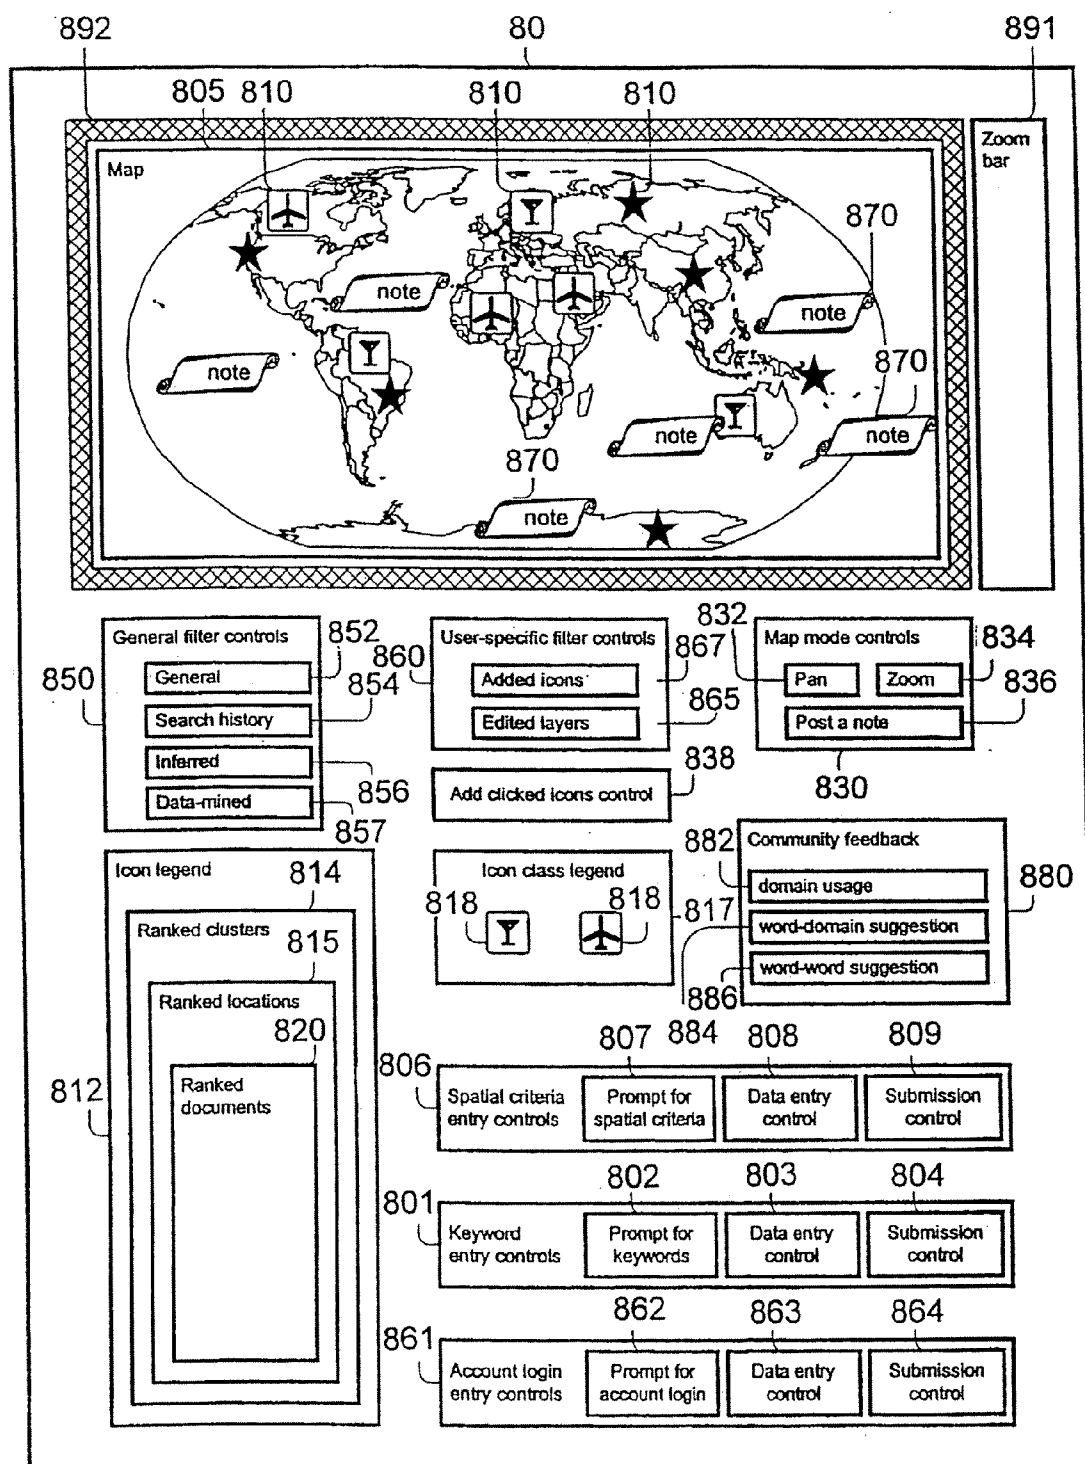 892 80 891
805 810 810 810
Zoom
bar
Map
870
note
note
note
870
note
note
870
note
832
852
General filter controls
User-specific filter controls
867
Map mode controls
834
860
850
General
854
Added icons
Pan
Zoom
836
Search history
Edited layers
865
Post a note
Inferred
838
856
Add clicked icons control
830
Data-mined
857
882
Community feedback
880
Icon legend
814
Icon class legend
domain usage
818
818
817
Ranked clusters
word-domain suggestion
815
word-word suggestion
886
Ranked locations
884
820
807 808 809
806
812
Ranked
documents
Spatial criteria
entry controls
Prompt for
spatial criteria
Data entry
control
Submission
control
802 803 804
801
Keyword
entry controls
Prompt for
keywords
Data entry
control
Submission
control
862 863 864
861
Account login
entry controls
Prompt for
account login
Data entry
control
Submission
control